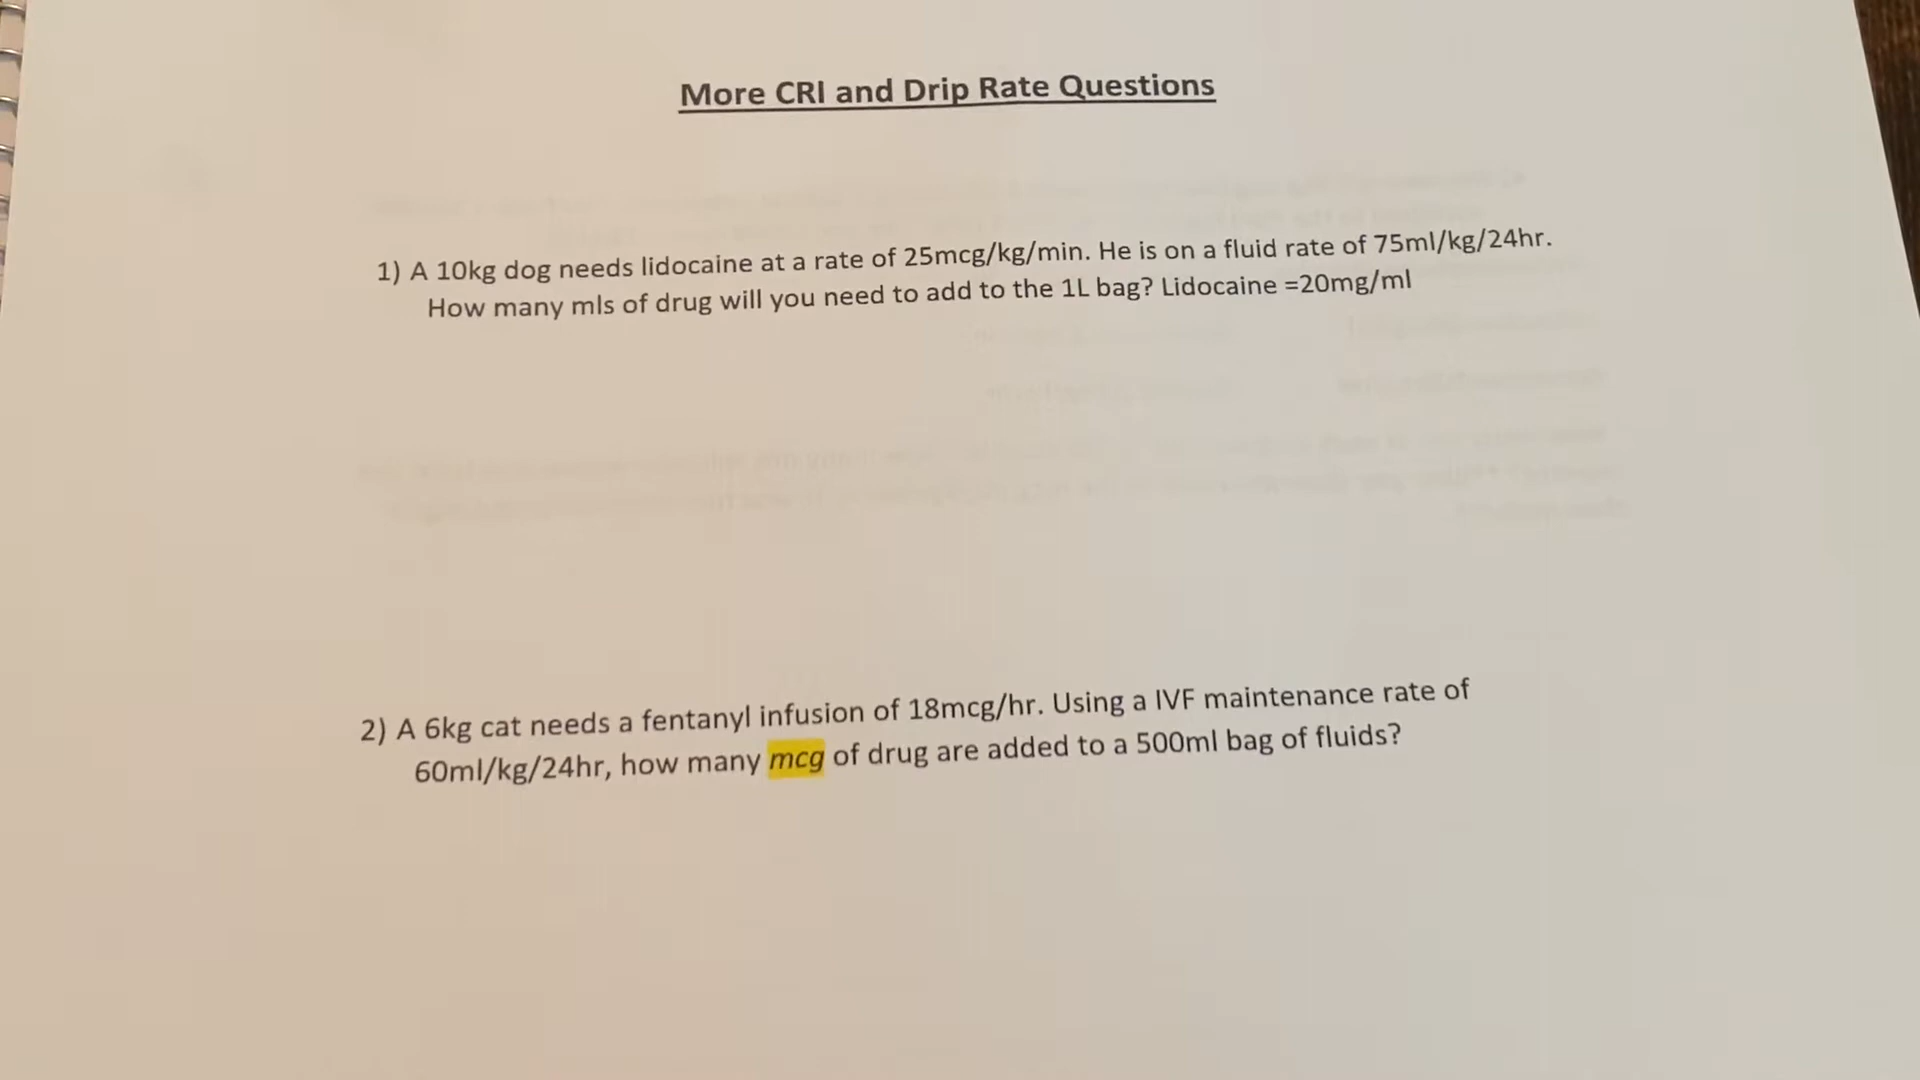 More CRI and Drip Rate Questions
1) A 10kg dog needs lidocaine at a rate of 25mcg/kg/min. He is on a fluid rate of 75ml/kg/24hr.
How many mls of drug will you need to add to the 1L bag? Lidocaine =20mg/ml
2) A 6kg cat needs a fentanyl infusion of 18mcg/hr. Using a IVF maintenance rate of
60ml/kg/24hr, how many mcg of drug are added to a 500ml bag of fluids?